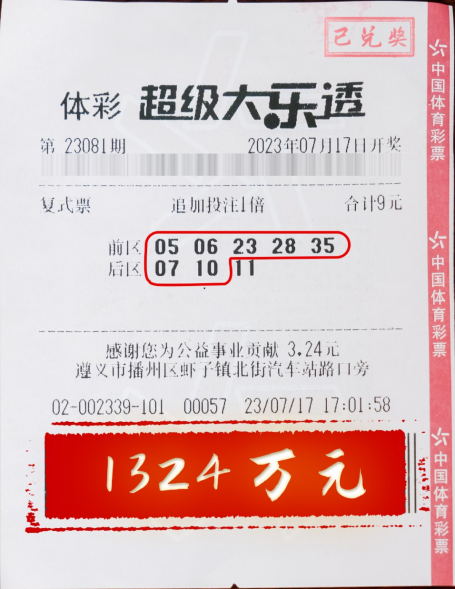 已兑奖
体彩 超级大乐透
第 23081期 2023年07月17日开奖
复式票 追加投注1倍 合计9元
前区 05 06 23 28 35
后区 07 10 11
感谢您为公益事业贡献 3.24元
遵义市播州区虾子镇北街汽车站路口旁
02-002339-101 00057 23/07/17 17:01:58
1324万元
中国体育彩票
中国体育彩票
中国体育彩票